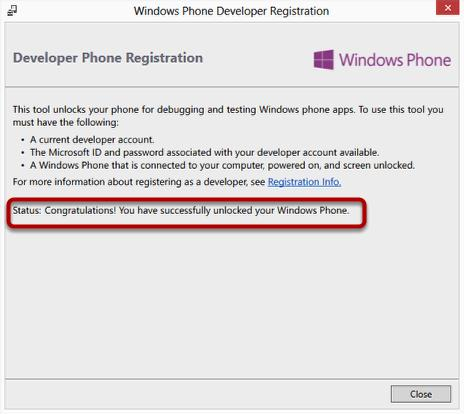 Windows Phone Developer Registration
Developer Phone Registration
Windows Phone
This tool unlocks your phone for debugging and testing Windows phone apps. To use this tool you
must have the following:
• A current developer account.
• The Microsoft ID and password associated with your developer account available.
• A Windows Phone that is connected to your computer, powered on, and screen unlocked.
For more information about registering as a developer, see Registration Info.
Status: Congratulations! You have successfully unlocked your Windows Phone.
Close